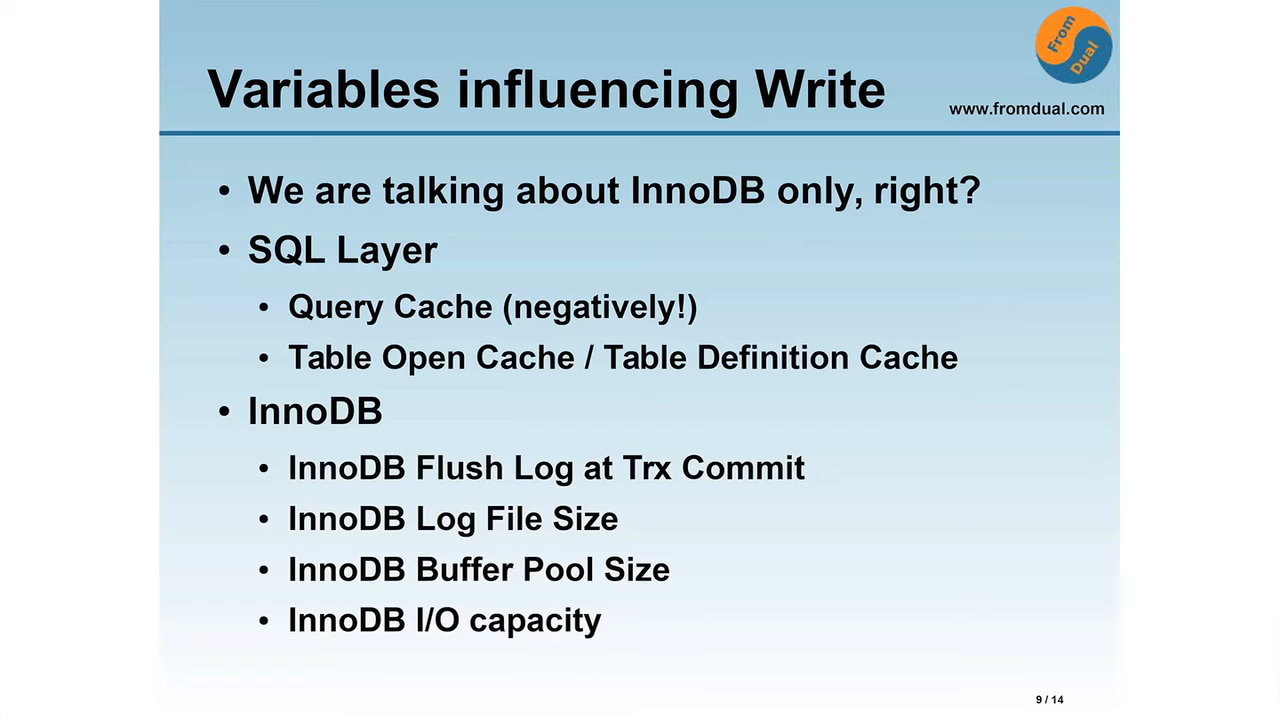 From
Dual
Variables influencing Write
www.fromdual.com
• We are talking about InnoDB only, right?
• SQL Layer
• Query Cache (negatively!)
• Table Open Cache / Table Definition Cache
• InnoDB
• InnoDB Flush Log at Trx Commit
• InnoDB Log File Size
• InnoDB Buffer Pool Size
• InnoDB I/O capacity
9 / 14